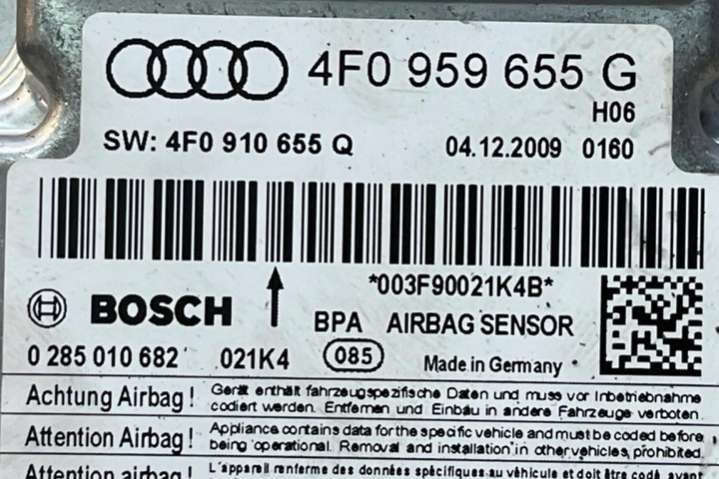 4F0 959 655 G
H06
SW: 4F0 910 655 Q 04.12.2009 0160
*003F90021K4B*
BOSCH BPA AIRBAG SENSOR
0 285 010 682 021K4 085 Made in Germany
Achtung Airbag! Gerät enthält fahrzeugspezifische Daten und muss vor Inbetriebnahme
codiert werden. Entfernen und Einbau in andere Fahrzeuge verboten.
Attention Airbag! Appliance contains data for the specific vehicle and must be coded before
being operational. Removal and installation in other vehicles, prohibited.
Attention airbag! L'appareil renferme des données spécifiques au véhicule et doit être codé avant